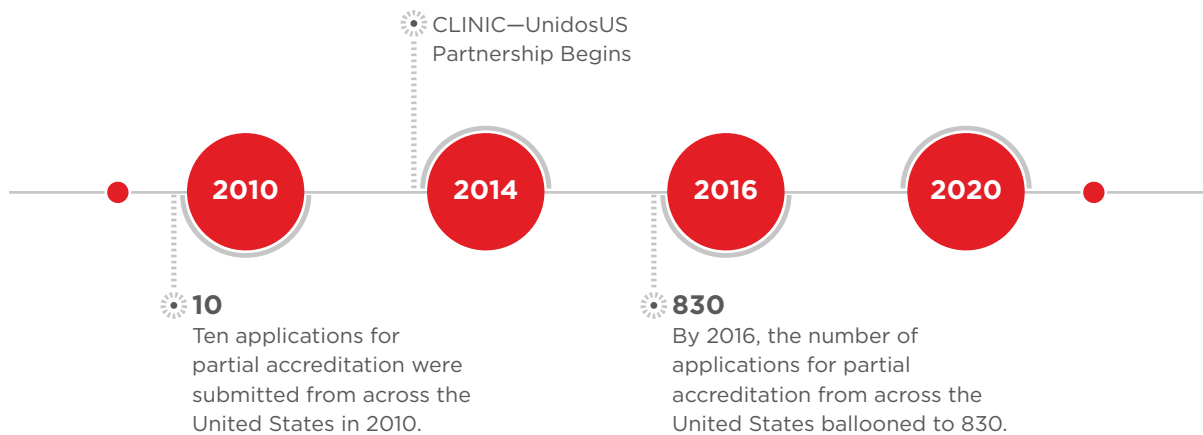 CLINIC—UnidosUS
Partnership Begins
2010
2014
2016
2020
10
Ten applications for
partial accreditation were
submitted from across the
United States in 2010.
830
By 2016, the number of
applications for partial
accreditation from across the
United States ballooned to 830.